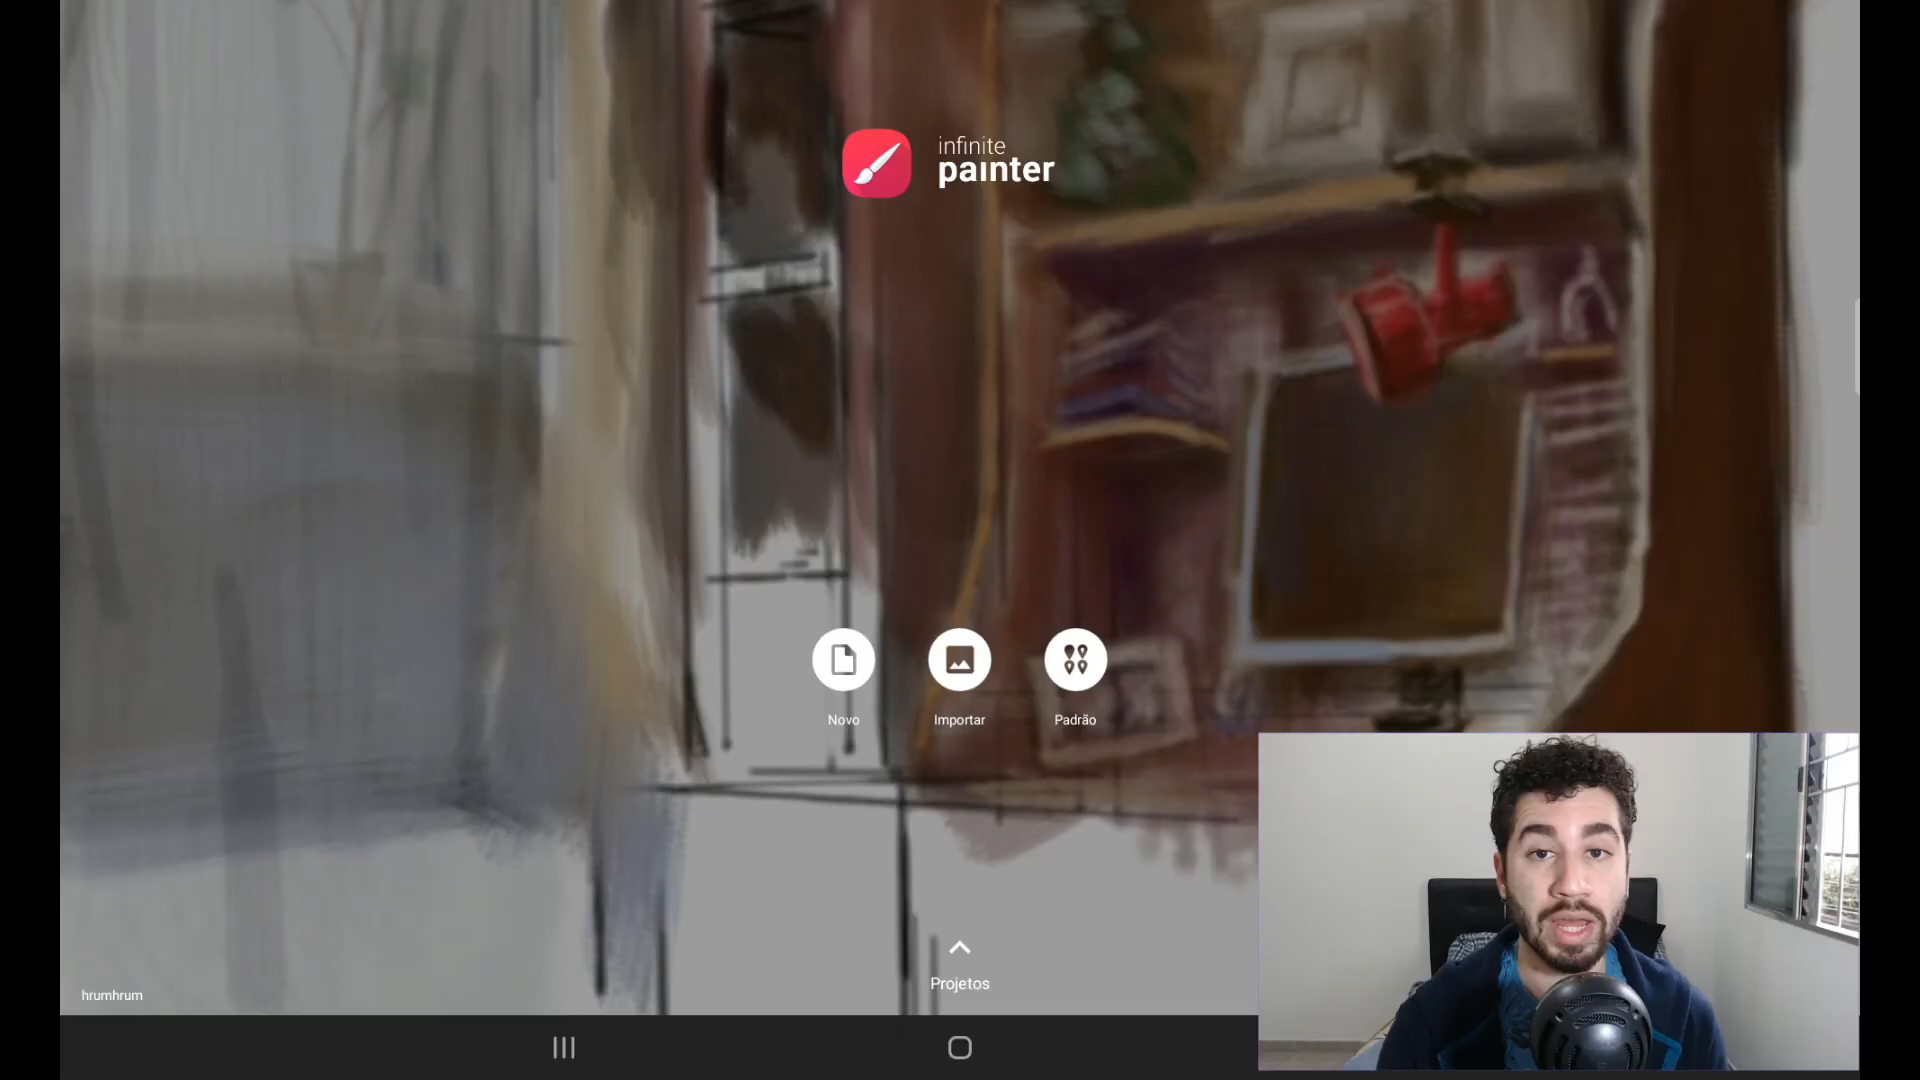 infinite
painter
Novo
Importar
Padrão
Projetos
hrumhrum